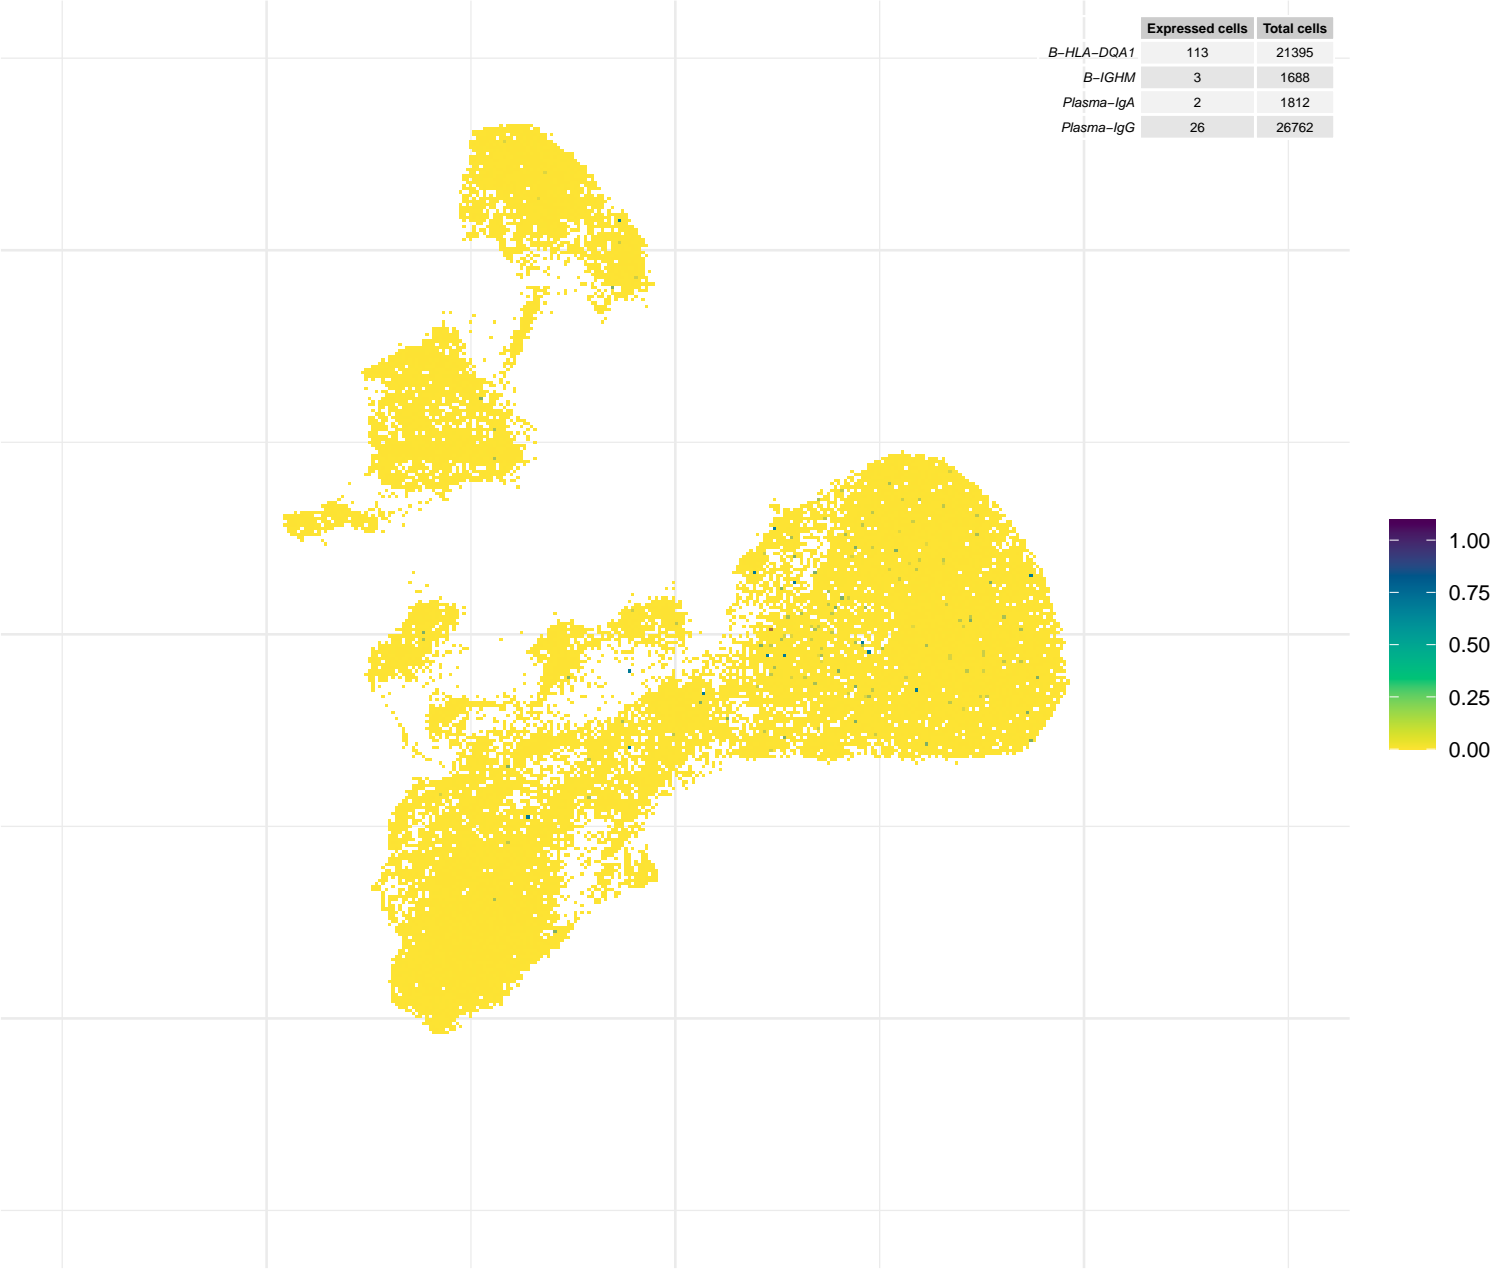 Expressed cells Total cells
B−HLA−DQA1 113 21395
B−IGHM 3 1688
Plasma−IgA 2 1812
Plasma−IgG 26 26762
1.00
0.75
0.50
0.25
0.00